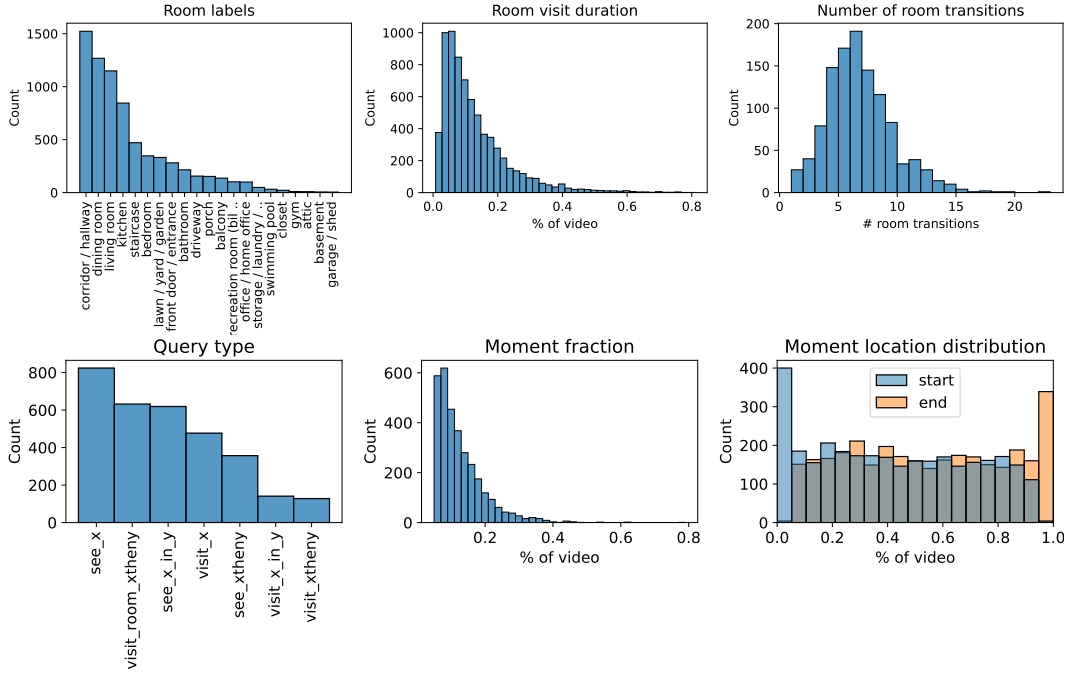 Room labels
Count
1500
1000
500
0
corridor / hallway
dining room
living room
kitchen
staircase
bedroom
lawn / yard / garden
front door / entrance
bathroom
driveway
porch
balcony
recreation room (bil ..
office / home office
storage / laundry / ..
swimming pool
closet
gym
attic
basement
garage / shed
Room visit duration
Count
1000
800
600
400
200
0
0.0 0.2 0.4 0.6 0.8
% of video
Number of room transitions
Count
200
150
100
50
0
0 5 10 15 20
# room transitions
Query type
Count
800
600
400
200
0
see_x
visit_room_xtheny
see_x_in_y
visit_x
see_xtheny
visit_x_in_y
visit_xtheny
Moment fraction
Count
600
400
200
0
0.2 0.4 0.6 0.8
% of video
Moment location distribution
Count
400
300
200
100
0
start
end
0.0 0.2 0.4 0.6 0.8 1.0
% of video